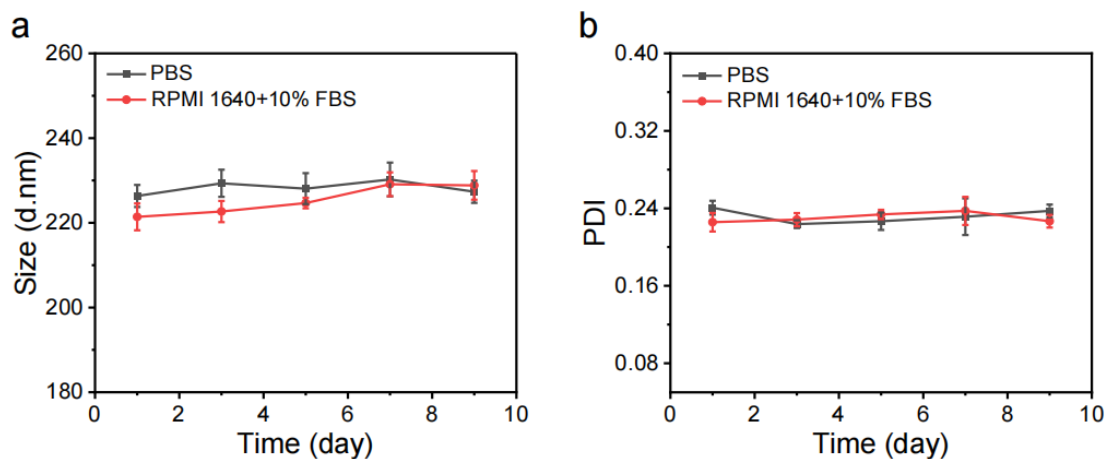 a
260
240
220
200
180
Size (d.nm)
PBS
RPMI 1640+10% FBS
0 2 4 6 8 10
Time (day)
b
0.40
0.32
0.24
0.16
0.08
PDI
PBS
RPMI 1640+10% FBS
0 2 4 6 8 10
Time (day)